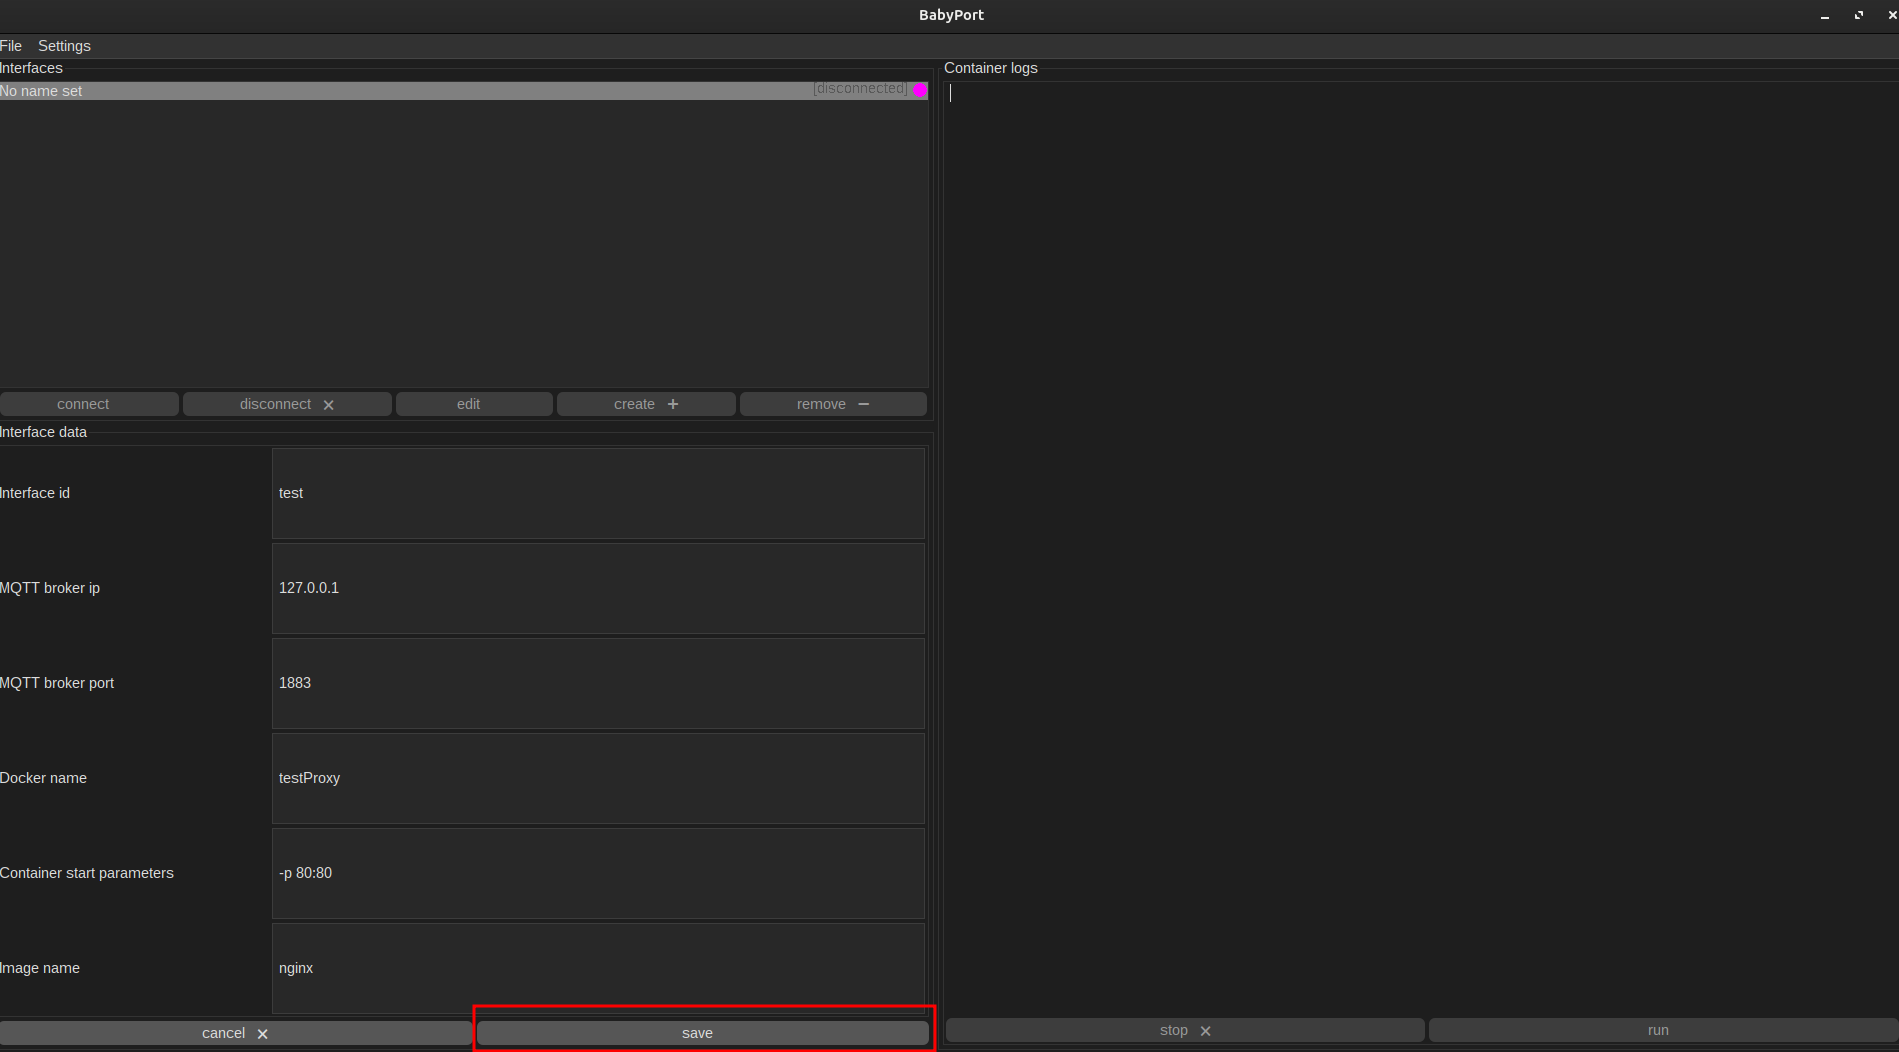 BabyPort
File Settings
Interfaces
No name set [disconnected]
connect disconnect edit create remove
Interface data
Interface id test
MQTT broker ip 127.0.0.1
MQTT broker port 1883
Docker name testProxy
Container start parameters -p 80:80
Image name nginx
cancel save
Container logs
stop run